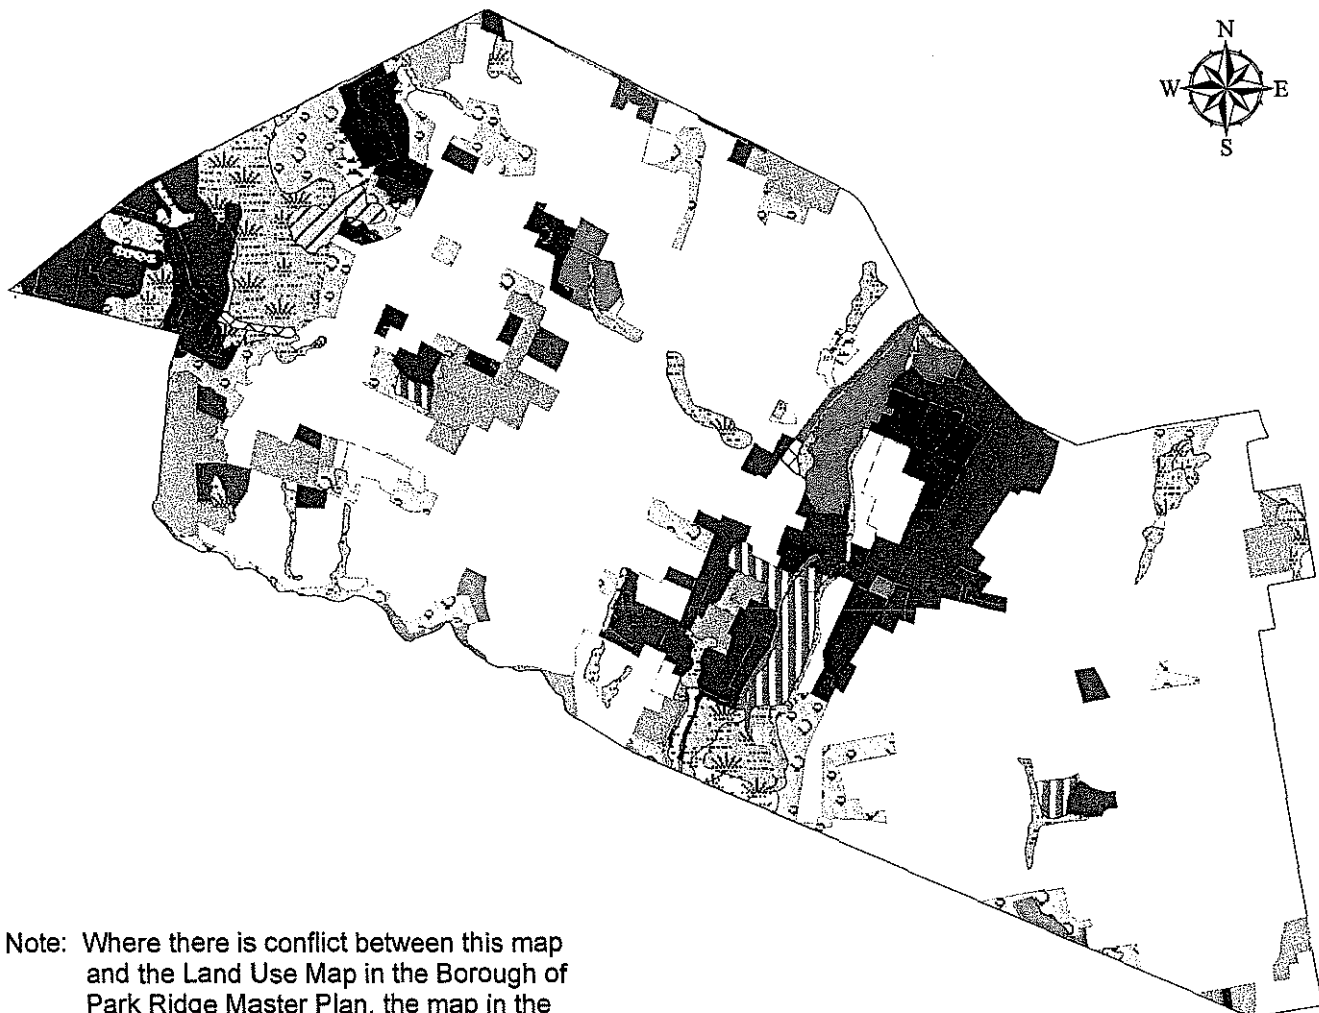 N
W E
S
Note: Where there is conflict between this map
and the Land Use Map in the Borough of
Park Ridge Master Plan, the map in the